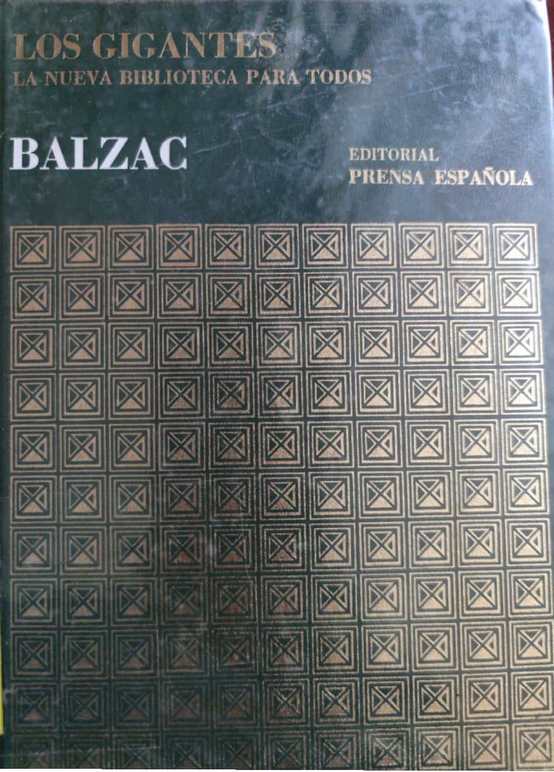 LOS GIGANTES
LA NUEVA BIBLIOTECA PARA TODOS
BALZAC
EDITORIAL
PRENSA ESPAÑOLA